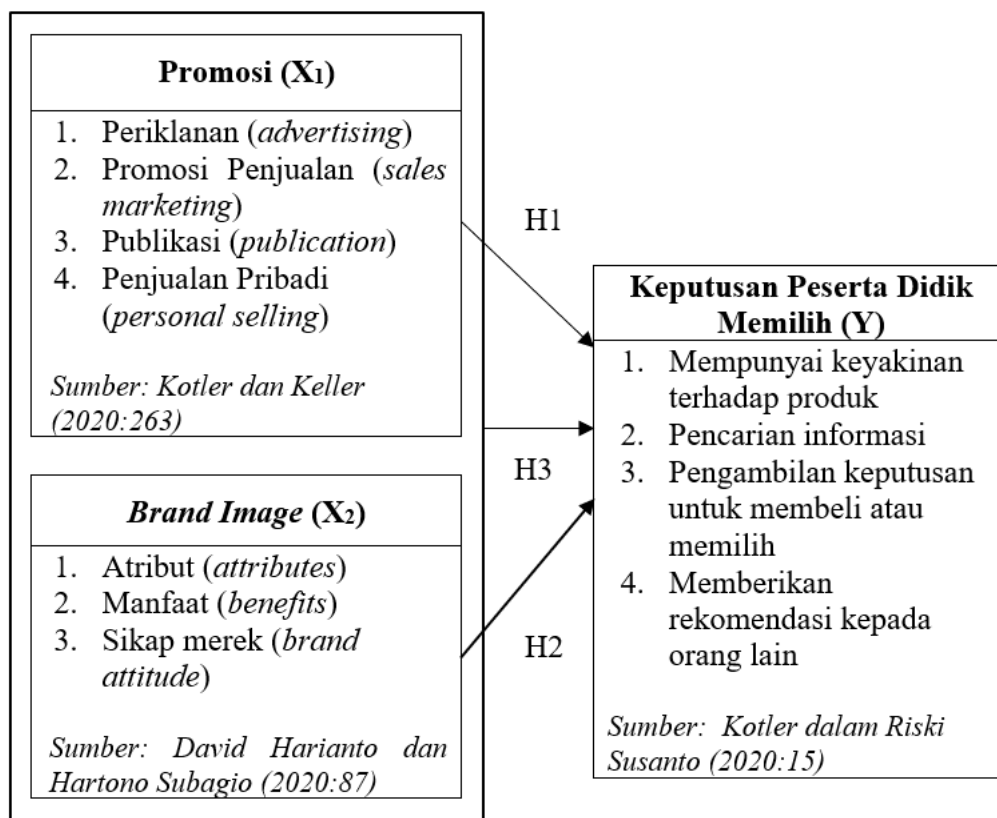 Promosi (X₁)
1. Periklanan (advertising)
2. Promosi Penjualan (sales
marketing)
3. Publikasi (publication)
4. Penjualan Pribadi
(personal selling)
Sumber: Kotler dan Keller
(2020:263)
Brand Image (X₂)
1. Atribut (attributes)
2. Manfaat (benefits)
3. Sikap merek (brand
attitude)
Sumber: David Harianto dan
Hartono Subagio (2020:87)
H1
H3
H2
Keputusan Peserta Didik
Memilih (Y)
1. Mempunyai keyakinan
terhadap produk
2. Pencarian informasi
3. Pengambilan keputusan
untuk membeli atau
memilih
4. Memberikan
rekomendasi kepada
orang lain
Sumber: Kotler dalam Riski
Susanto (2020:15)